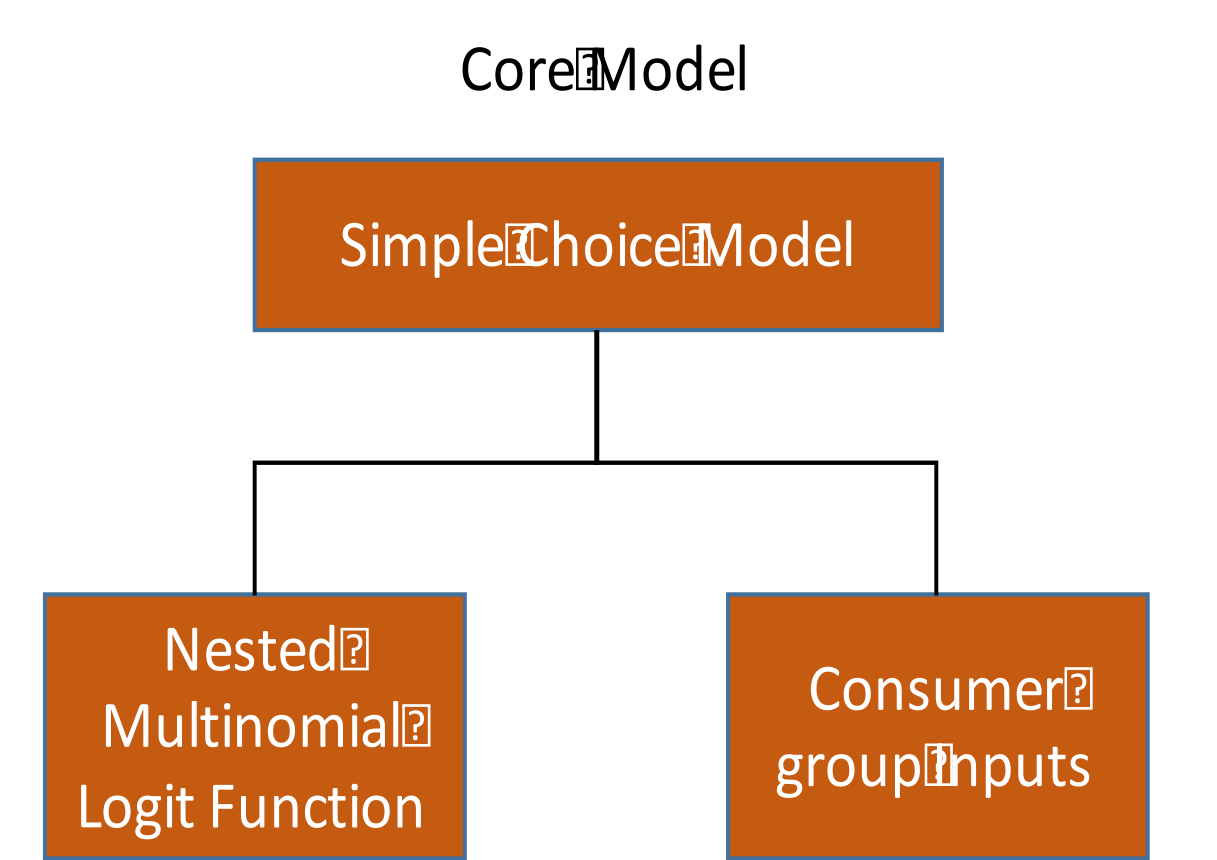 Core Model
Simple Choice Model
Nested
Multinomial
Logit Function
Consumer
group Inputs